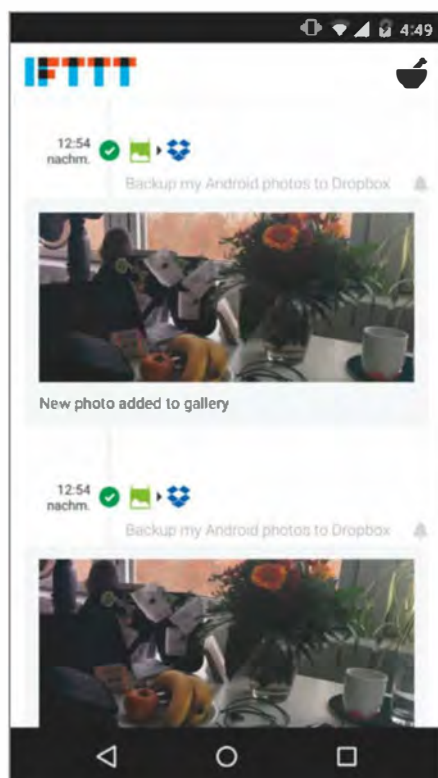 4:49
IFTTT
12:54
nachm.
Backup my Android photos to Dropbox
New photo added to gallery
12:54
nachm.
Backup my Android photos to Dropbox